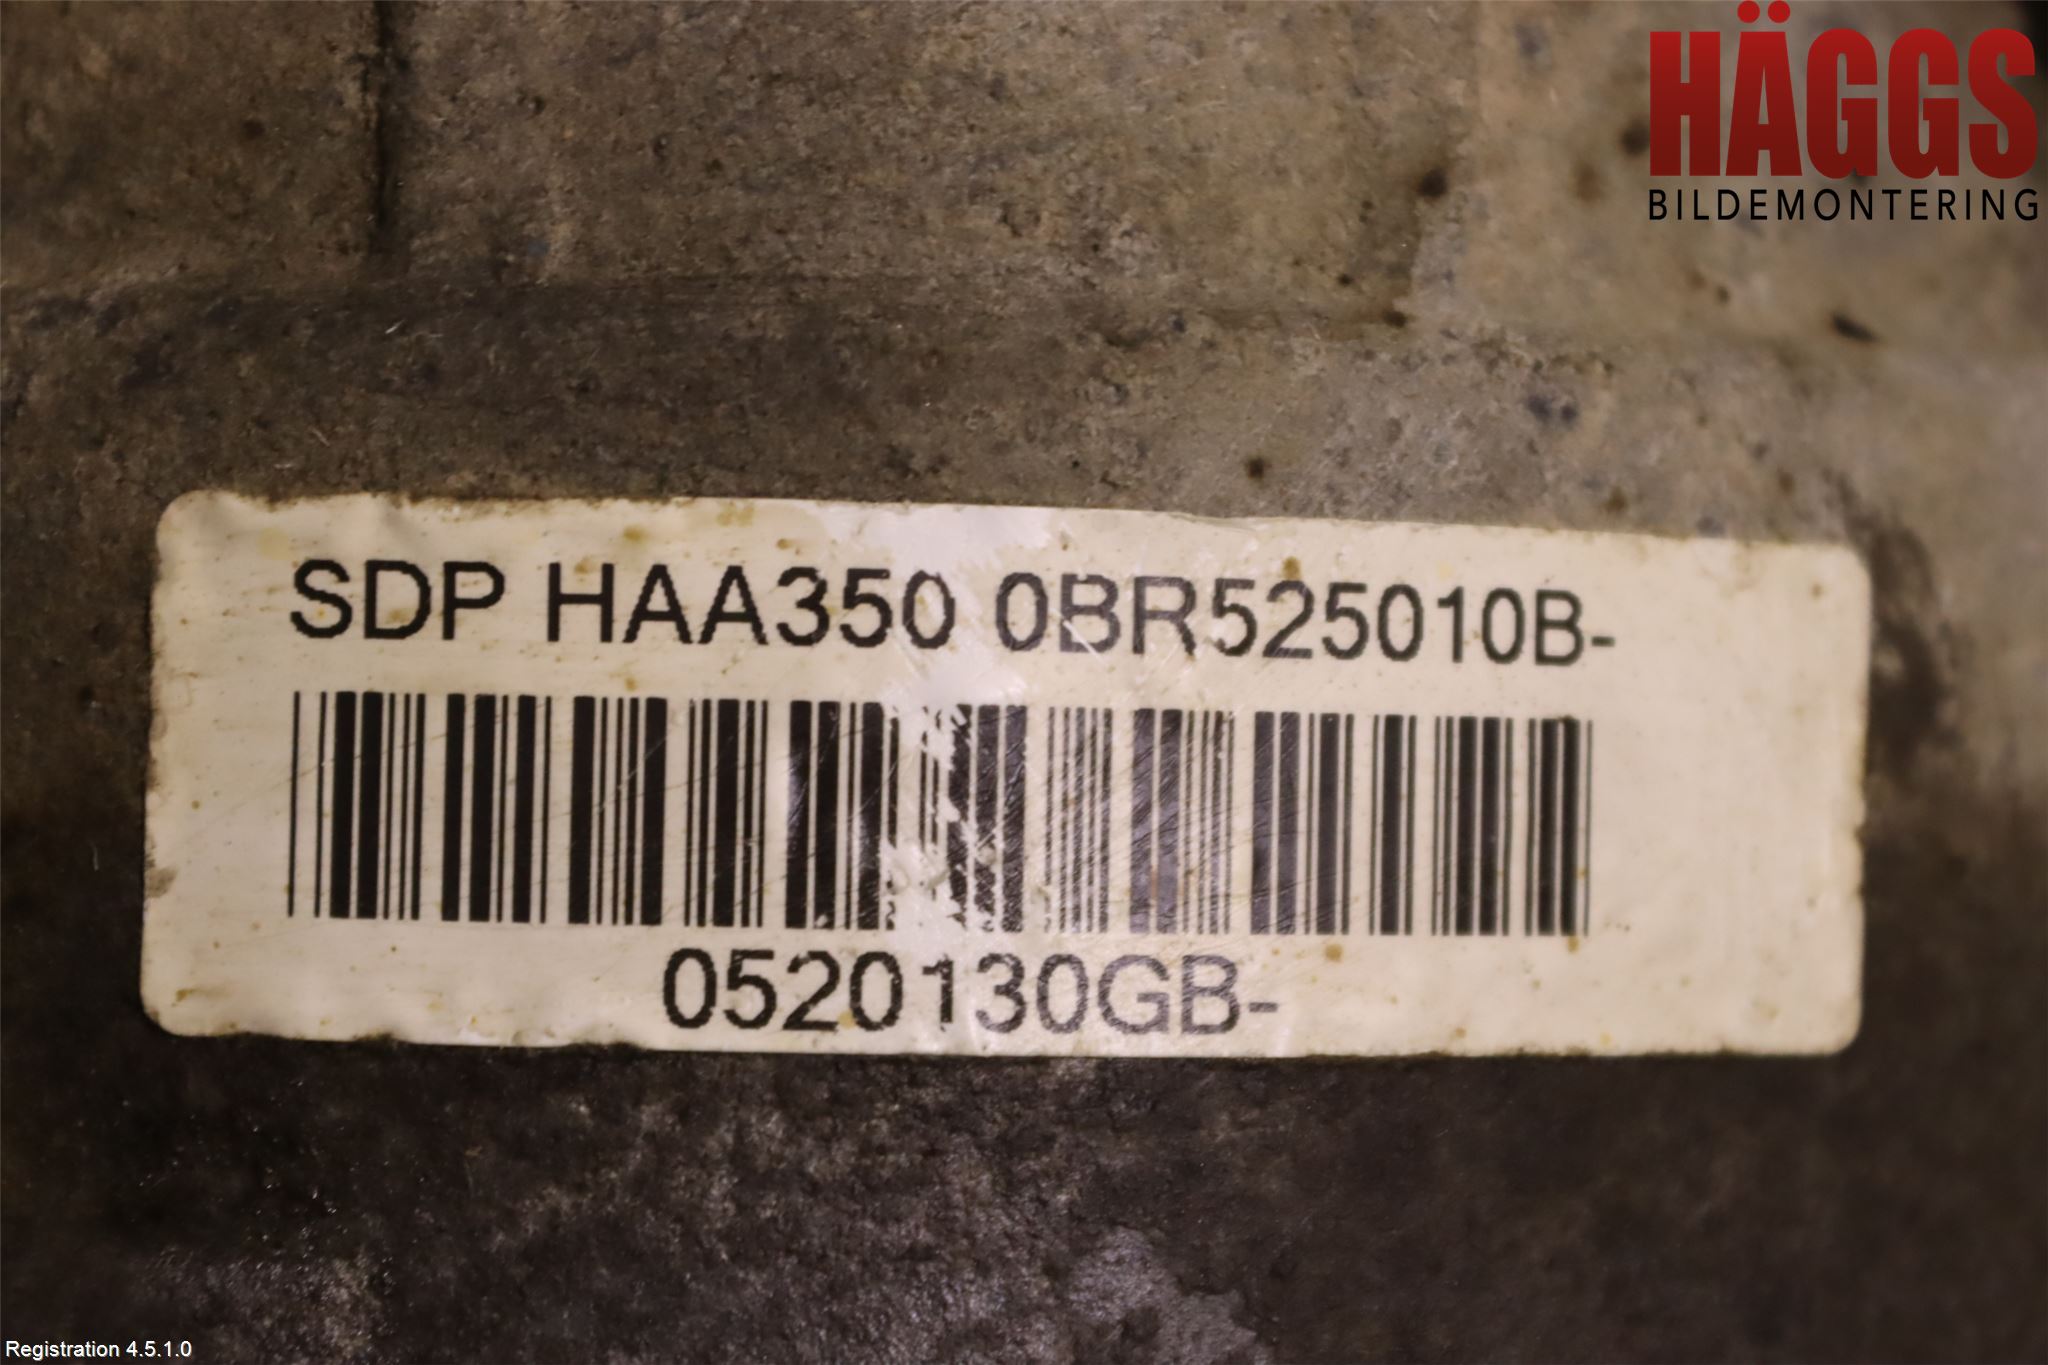 HÄGGS
BILDEMONTERING
SDP HAA350 0BR525010B-
0520130GB-
Registration 4.5.1.0